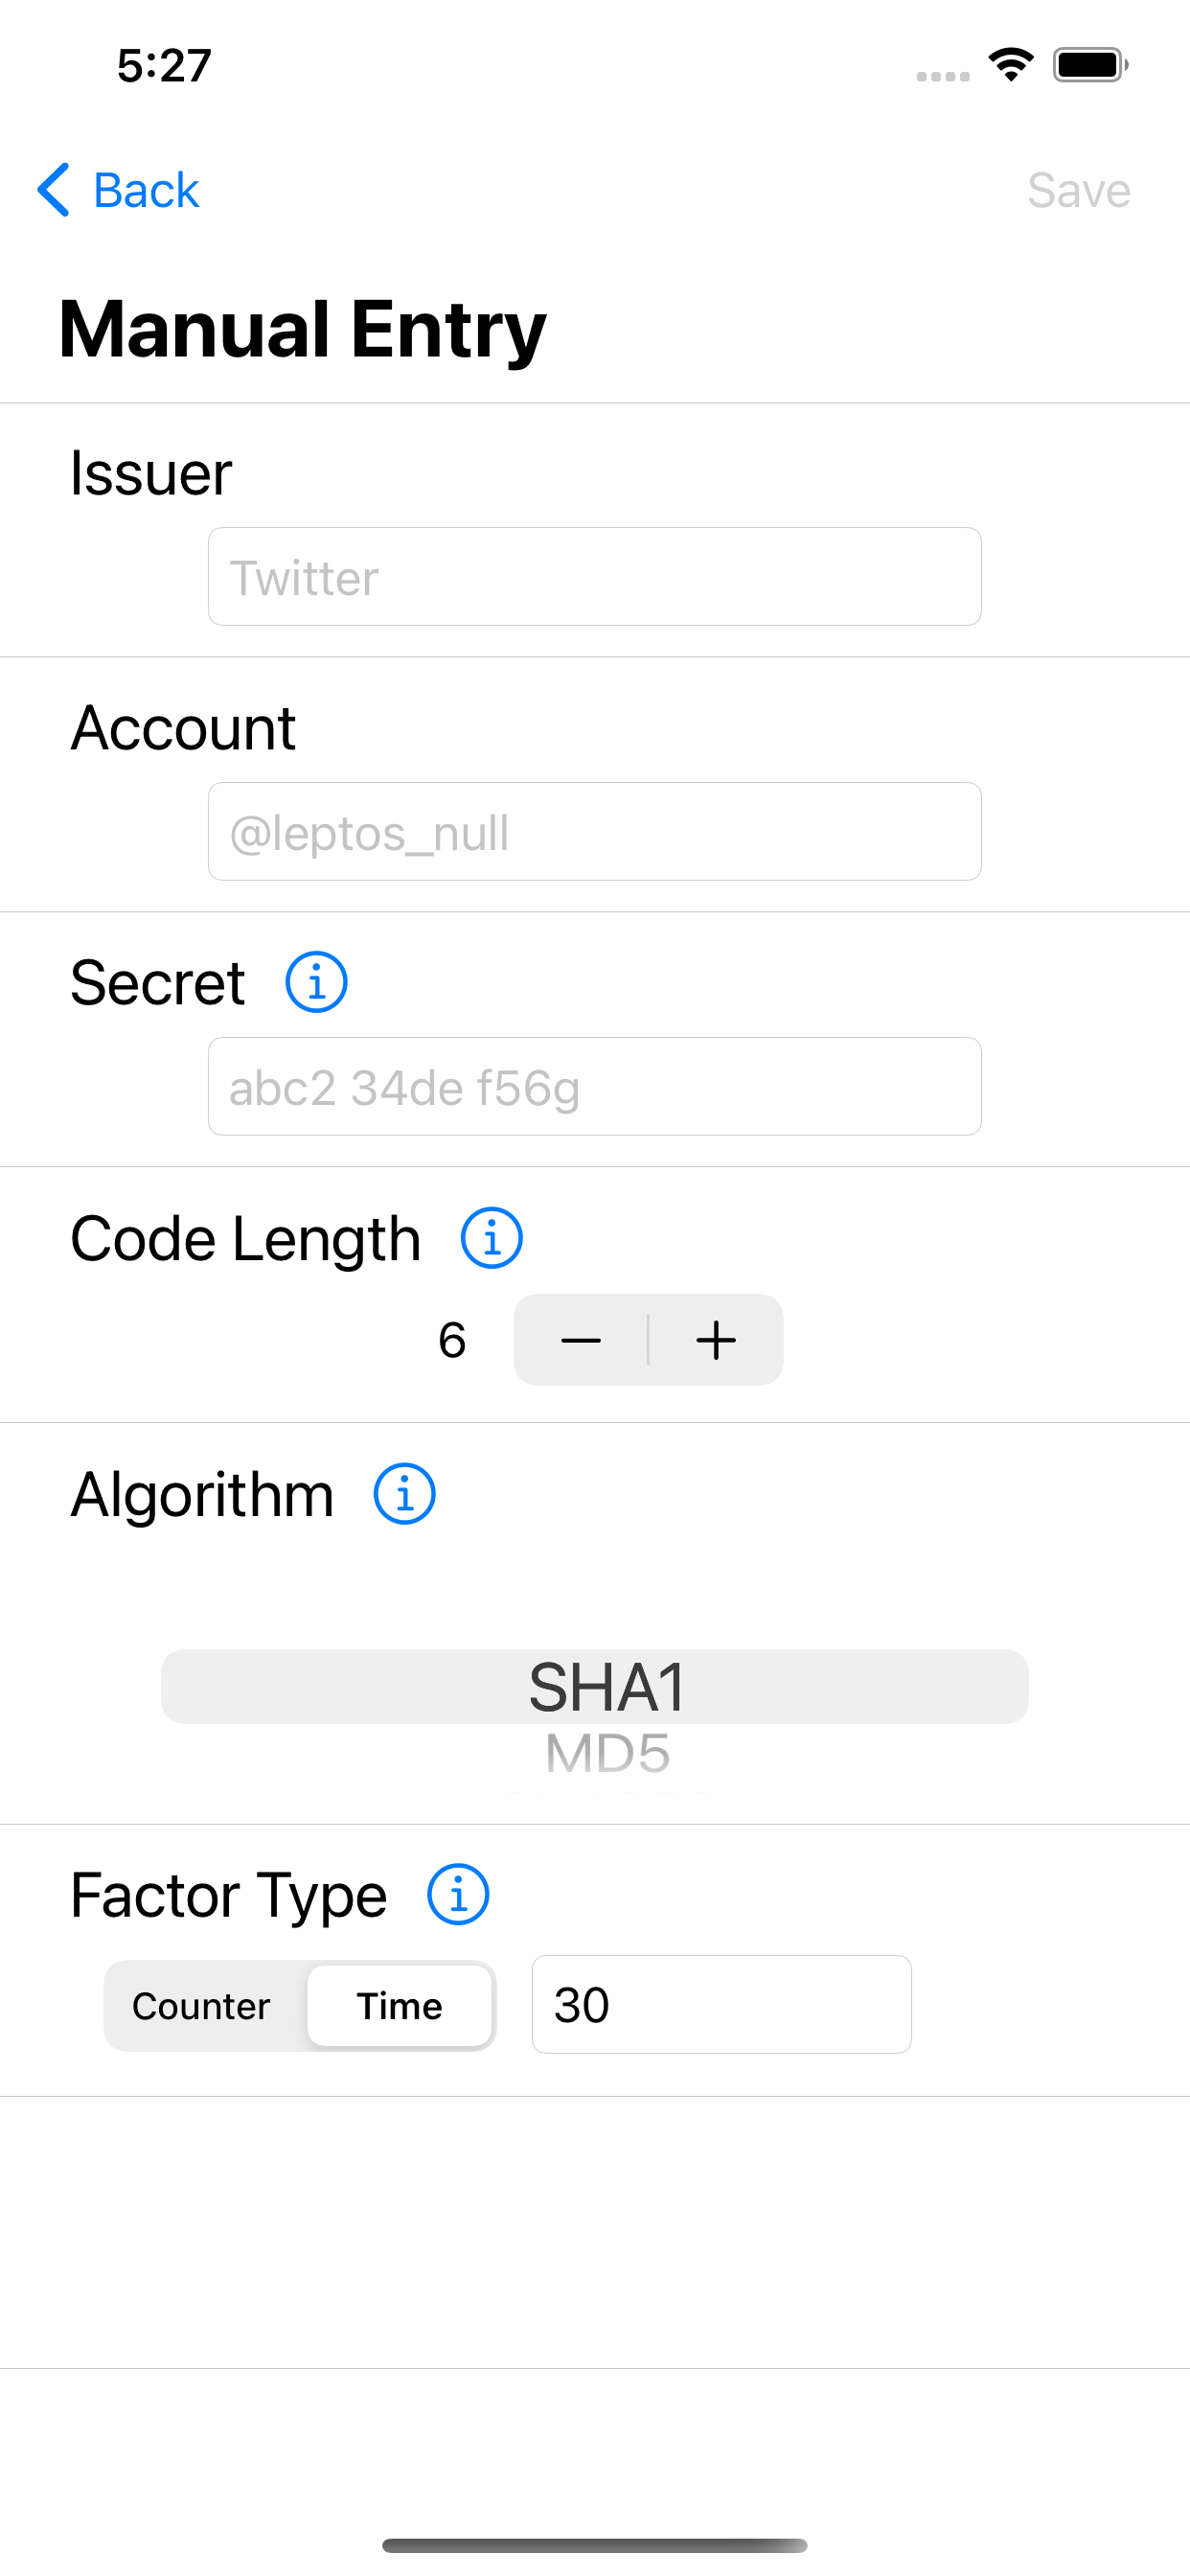 5:27
Back
Save
Manual Entry
Issuer
Twitter
Account
@leptos_null
Secret
abc2 34de f56g
Code Length
6
Algorithm
SHA1
MD5
Factor Type
Counter
Time
30